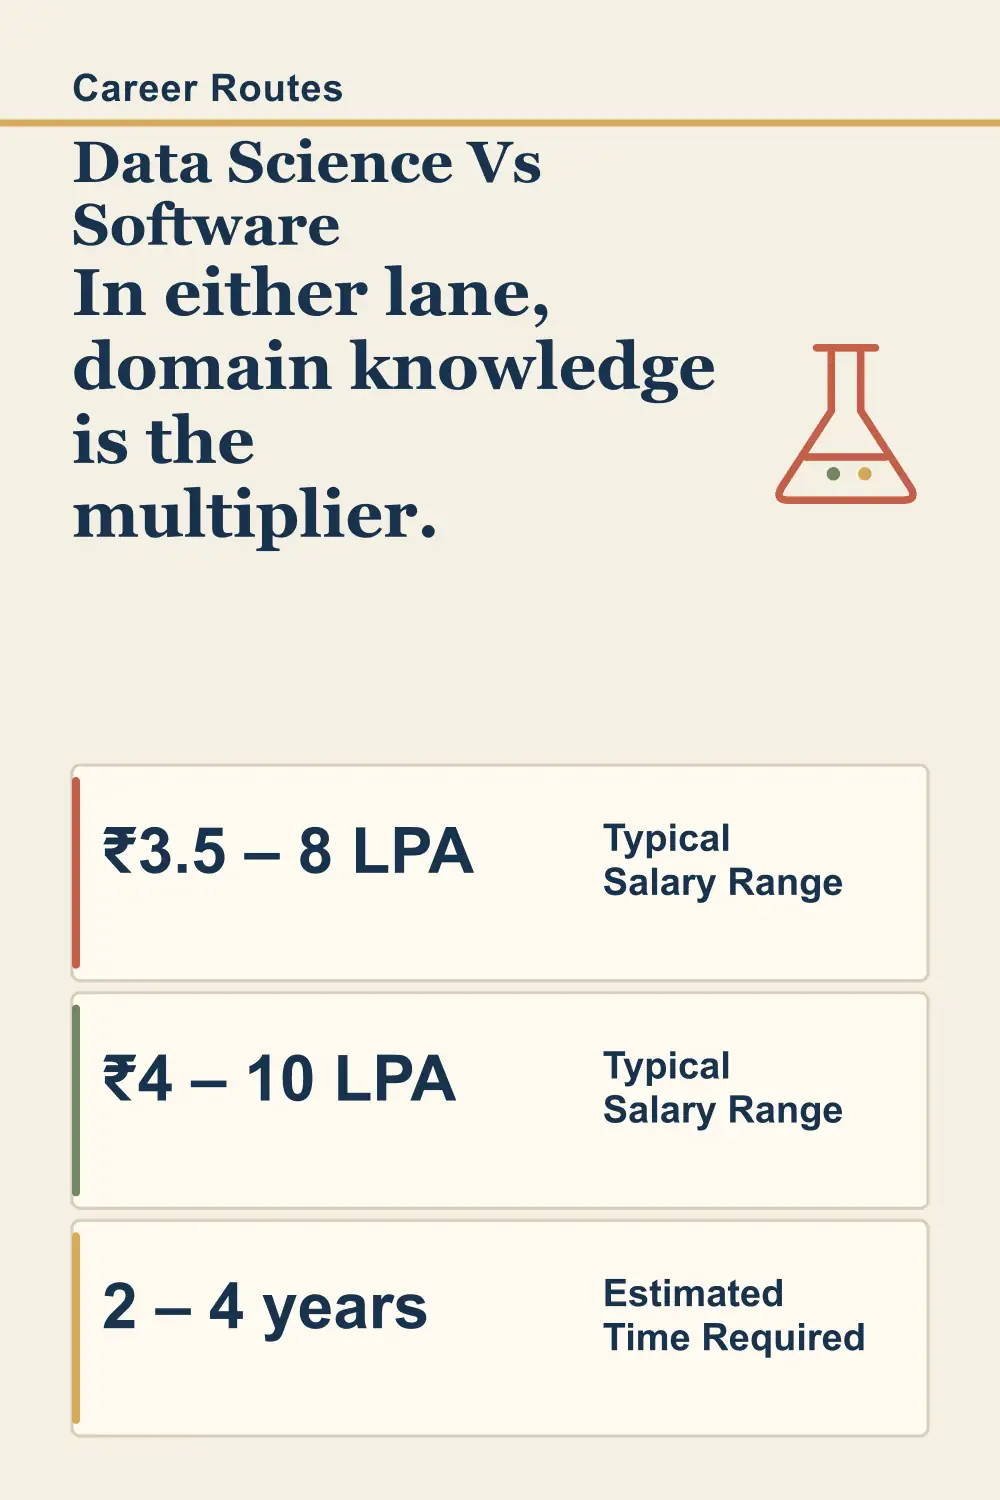 Career Routes
Data Science Vs
Software
In either lane,
domain knowledge
is the
multiplier.
₹3.5 – 8 LPA
Typical
Salary Range
₹4 – 10 LPA
Typical
Salary Range
2 – 4 years
Estimated
Time Required